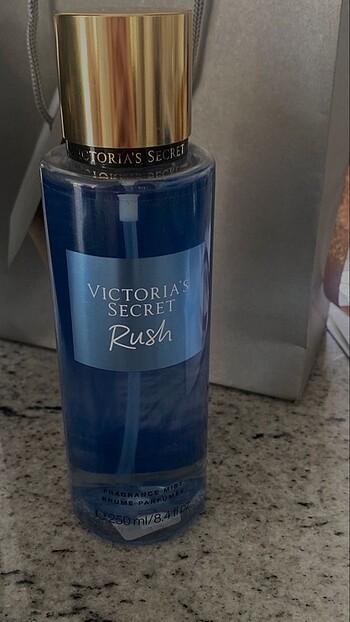 VICTORIA'S SECRET
VICTORIA'S
SECRET
Rush
FRAGRANCE MIST
BRUME PARFUMÉE
250 ml/8.4 fl oz